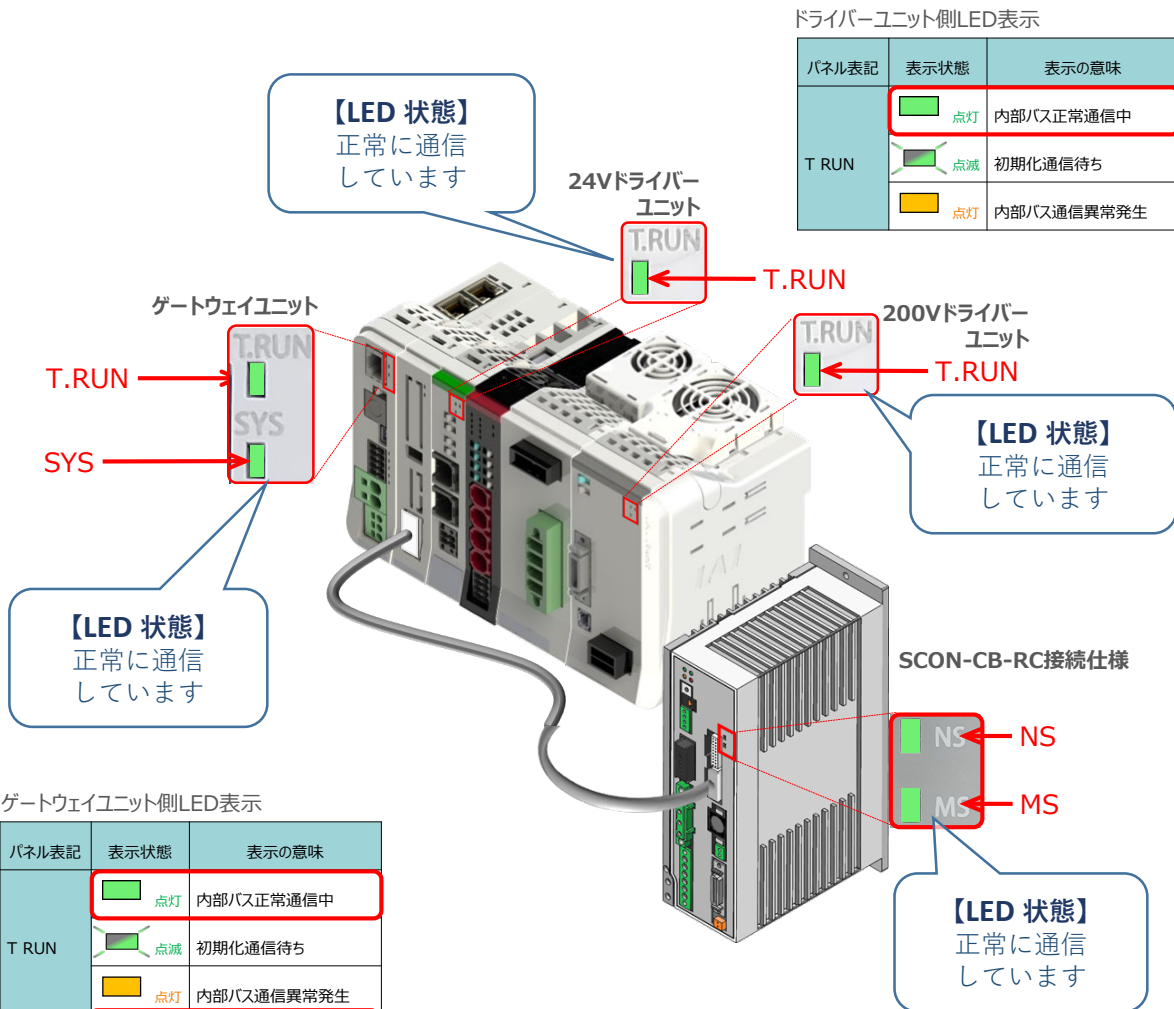 ドライバーユニット側LED表示
パネル表記 表示状態 表示の意味
T RUN
点灯 内部バス正常通信中
点滅 初期化通信待ち
点灯 内部バス通信異常発生
【LED 状態】
正常に通信
しています
24Vドライバー
ユニット
T.RUN
T.RUN
ゲートウェイユニット
T.RUN
SYS
T.RUN
SYS
200Vドライバー
ユニット
T.RUN
T.RUN
【LED 状態】
正常に通信
しています
【LED 状態】
正常に通信
しています
SCON-CB-RC接続仕様
NS
MS
NS
MS
【LED 状態】
正常に通信
しています
ゲートウェイユニット側LED表示
パネル表記 表示状態 表示の意味
T RUN
点灯 内部バス正常通信中
点滅 初期化通信待ち
点灯 内部バス通信異常発生